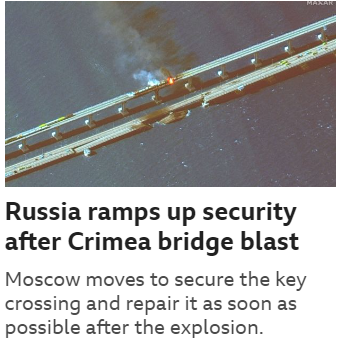 MAXAR
Russia ramps up security
after Crimea bridge blast
Moscow moves to secure the key
crossing and repair it as soon as
possible after the explosion.